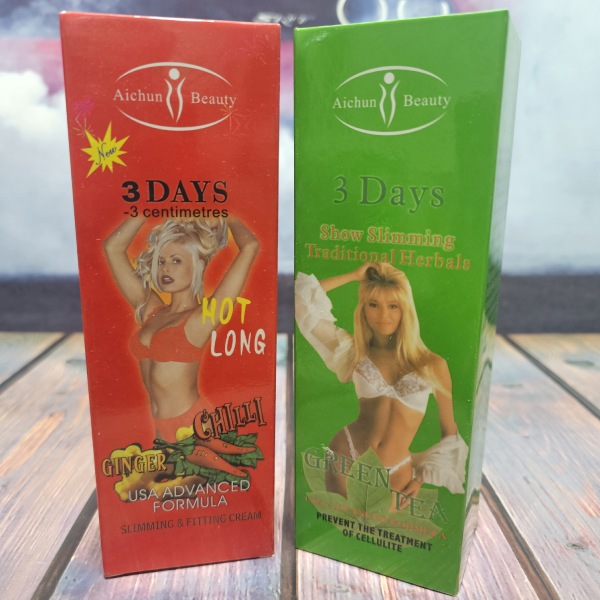 Aichun Beauty
New
3 DAYS
-3 centimetres
HOT
LONG
CHILLI
GINGER
USA ADVANCED
FORMULA
SLIMMING & FITTING CREAM
Aichun Beauty
3 Days
Show Slimming
Traditional Herbals
GREEN
TEA
PREVENT THE TREATMENT
OF CELLULITE